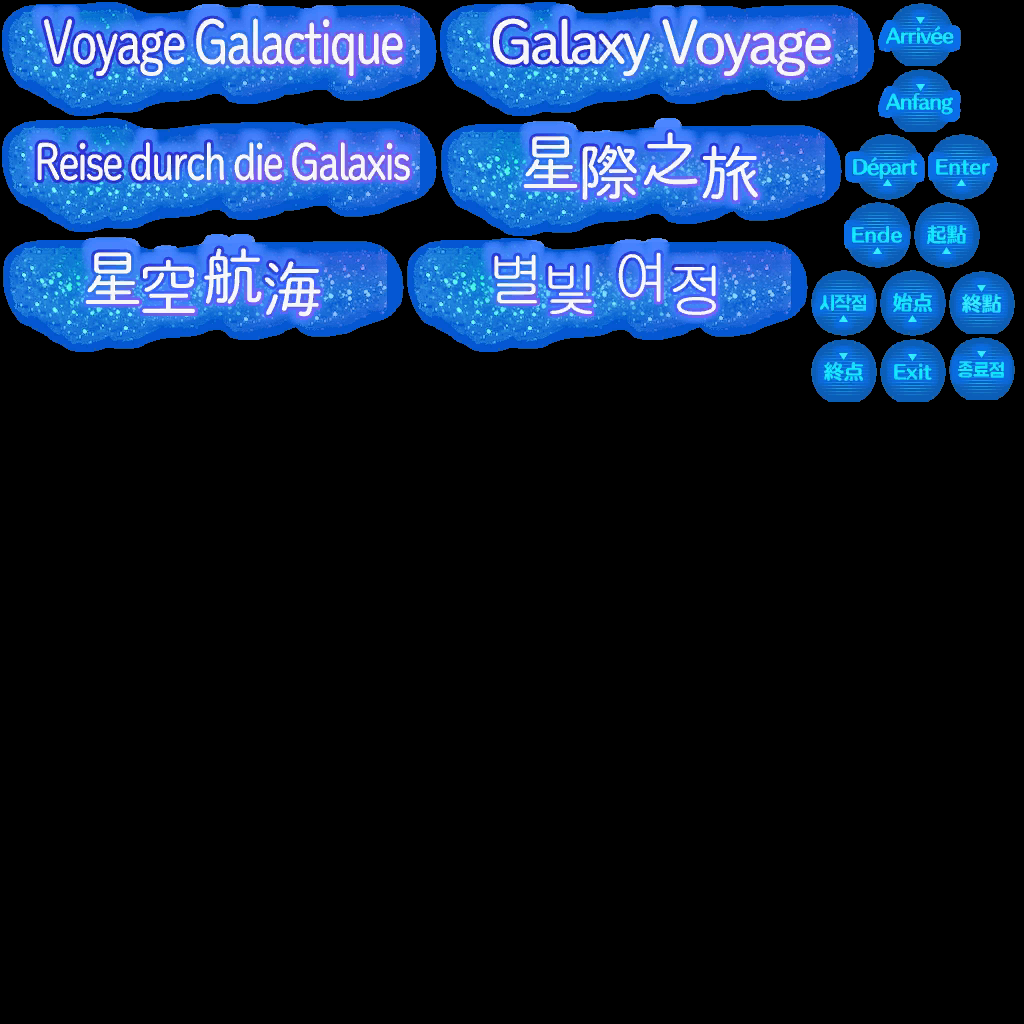 Voyage Galactique
Galaxy Voyage
Arrivée
Anfang
Reise durch die Galaxis
星際之旅
Départ
Enter
Ende
起點
星空航海
별빛 여정
시작점
始点
終點
終点
Exit
종료점